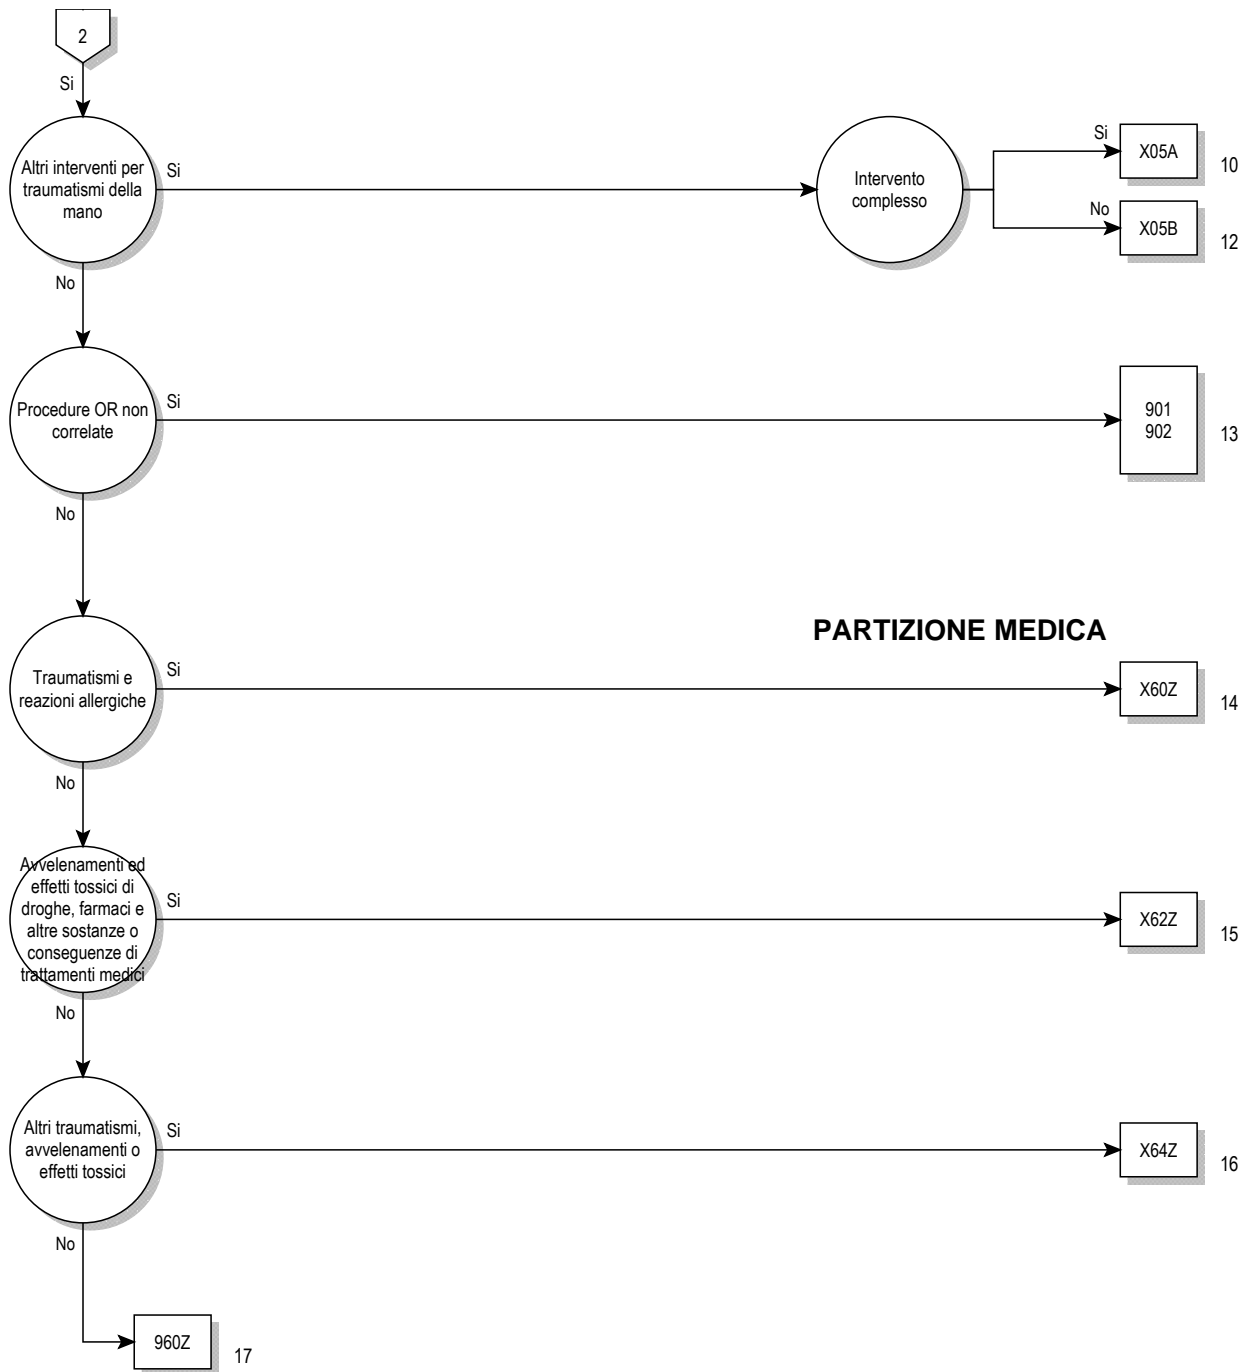 2
Si
Altri interventi per
traumatismi della
mano
Si
Intervento
complesso
Si
X05A
10
No
X05B
12
No
Procedure OR non
correlate
Si
901
902
13
No
PARTIZIONE MEDICA
Traumatismi e
reazioni allergiche
Si
X60Z
14
No
Avvelenamenti ed
effetti tossici di
droghe, farmaci e
altre sostanze o
conseguenze di
trattamenti medici
Si
X62Z
15
No
Altri traumatismi,
avvelenamenti o
effetti tossici
Si
X64Z
16
No
960Z
17